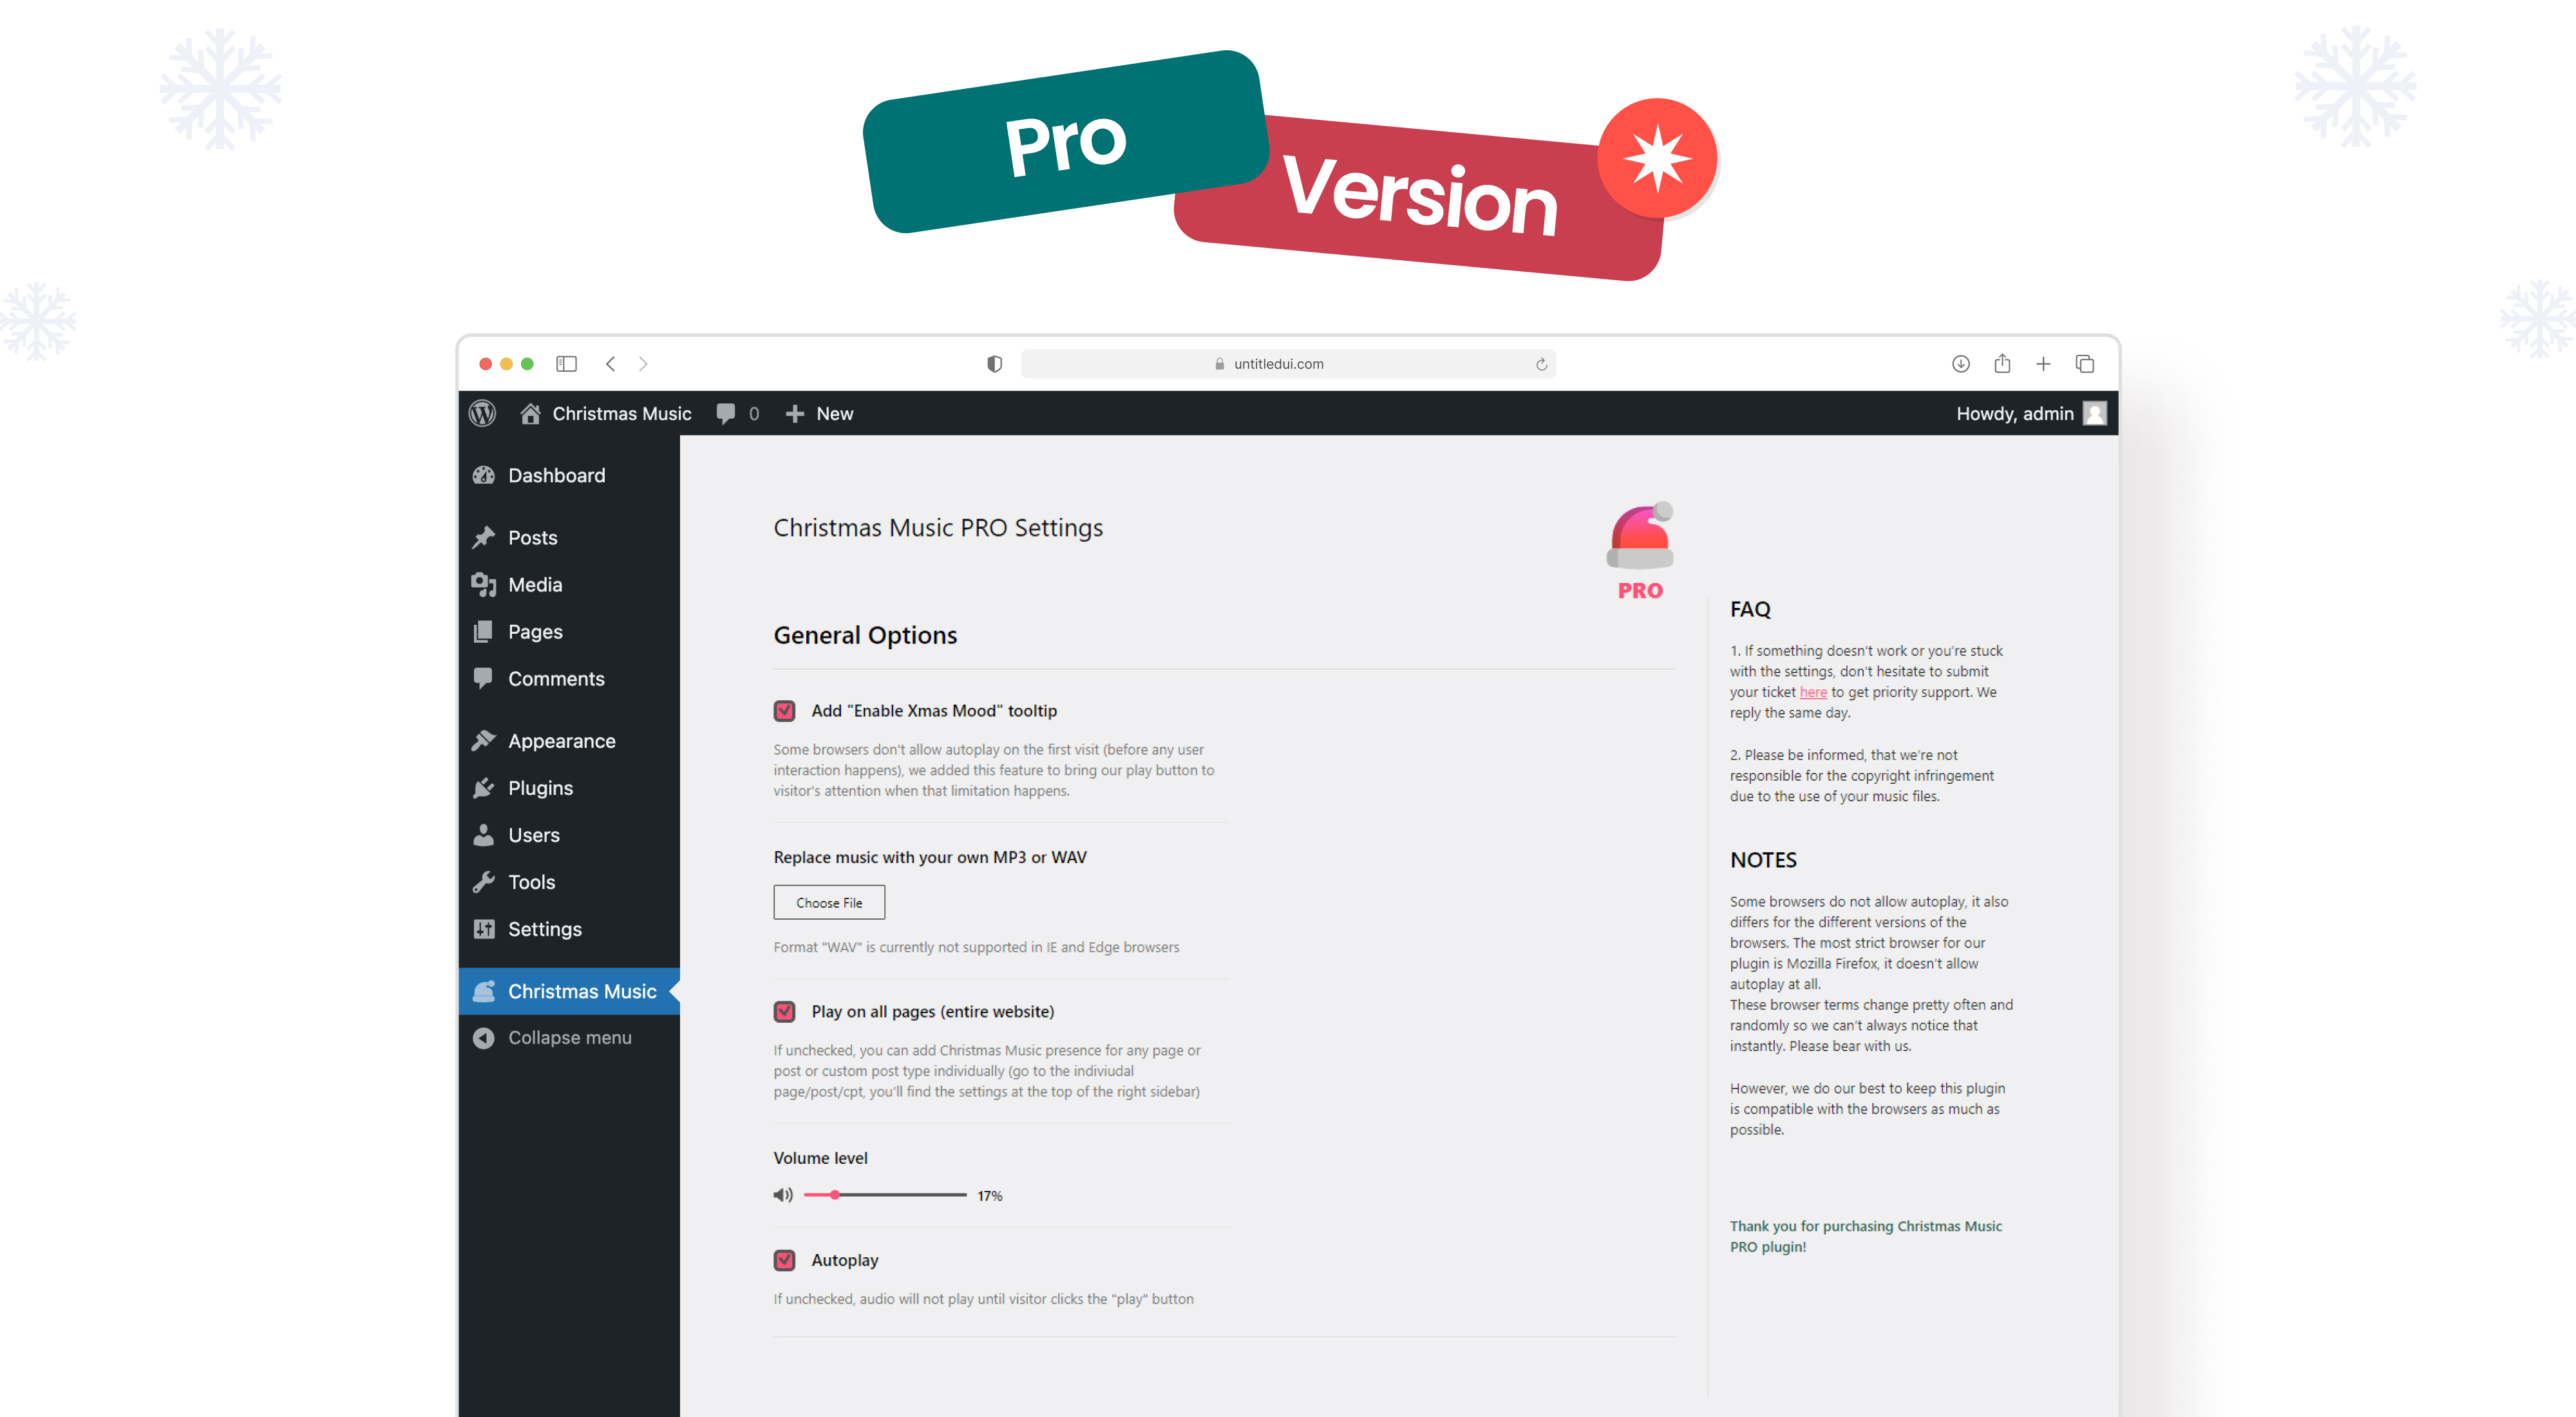 Pro
Version
untitledui.com
Christmas Music
0
New
Howdy, admin
Dashboard
Posts
Media
Pages
Comments
Appearance
Plugins
Users
Tools
Settings
Christmas Music
Collapse menu
Christmas Music PRO Settings
PRO
General Options
Add "Enable Xmas Mood" tooltip
Some browsers don't allow autoplay on the first visit (before any user
interaction happens), we added this feature to bring our play button to
visitor's attention when that limitation happens.
Replace music with your own MP3 or WAV
Choose File
Format "WAV" is currently not supported in IE and Edge browsers
Play on all pages (entire website)
If unchecked, you can add Christmas Music presence for any page or
post or custom post type individually (go to the indiviudal
page/post/cpt, you'll find the settings at the top of the right sidebar)
Volume level
17%
Autoplay
If unchecked, audio will not play until visitor clicks the "play" button
FAQ
1. If something doesn't work or you're stuck
with the settings, don't hesitate to submit
your ticket here to get priority support. We
reply the same day.
2. Please be informed, that we're not
responsible for the copyright infringement
due to the use of your music files.
NOTES
Some browsers do not allow autoplay, it also
differs for the different versions of the
browsers. The most strict browser for our
plugin is Mozilla Firefox, it doesn't allow
autoplay at all.
These browser terms change pretty often and
randomly so we can't always notice that
instantly. Please bear with us.
However, we do our best to keep this plugin
is compatible with the browsers as much as
possible.
Thank you for purchasing Christmas Music
PRO plugin!